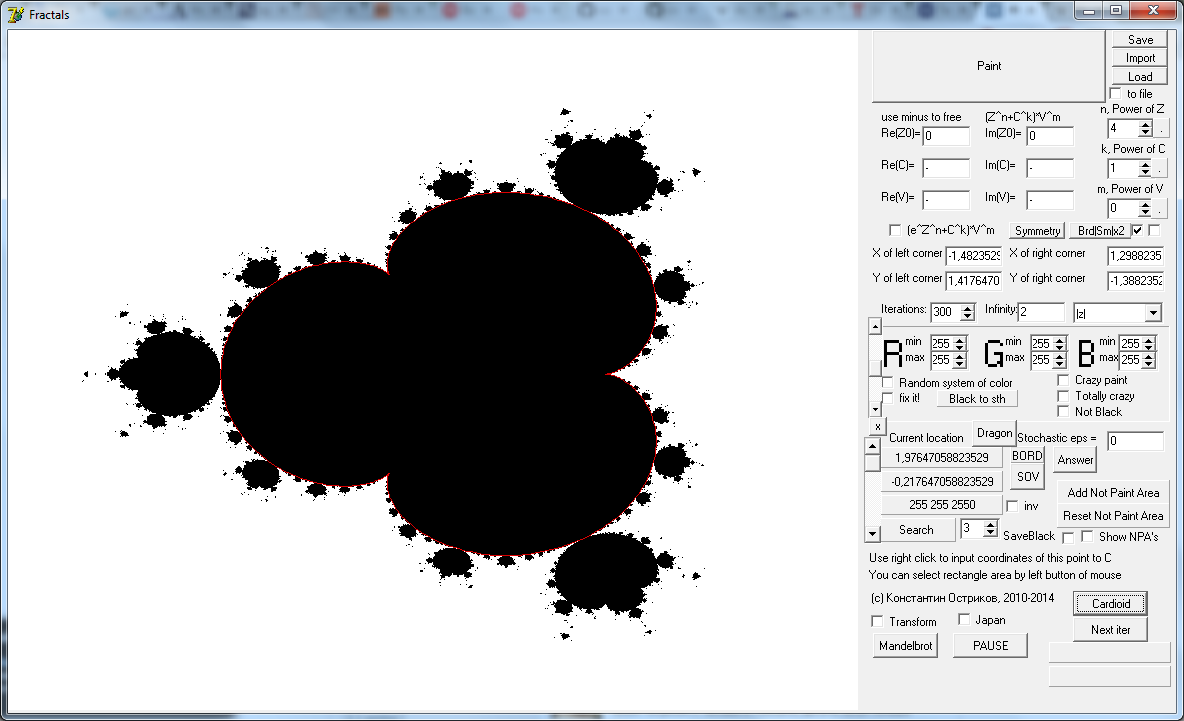 Fractals
Paint
Save
Import
Load
to file
use minus to free (Z^n+C^k)*V^m n, Power of Z
Re(Z0)= 0 Im(Z0)= 0 4 .
k, Power of C
Re(C)= - Im(C)= - 1 .
m, Power of V
Re(V)= - Im(V)= - 0 .
(e^Z^n+C^k)*V^m Symmetry Brd|Sm|x2
X of left corner -1,4823529 X of right corner 1,2988235
Y of left corner 1,4176470 Y of right corner -1,3882352
Iterations: 300 Infinity: 2 |z|
R min 255 G min 255 B min 255
max 255 max 255 max 255
Random system of color Crazy paint
fix it! Black to sth Totally crazy
Not Black
x
Current location Dragon Stochastic eps = 0
1,97647058823529 BORD Answer
-0,217647058823529 SOV
255 255 2550 inv
Add Not Paint Area
Reset Not Paint Area
Search 3 SaveBlack Show NPA's
Use right click to input coordinates of this point to C
You can select rectangle area by left button of mouse
(c) Константин Остриков, 2010-2014 Cardioid
Transform Japan Next iter
Mandelbrot PAUSE